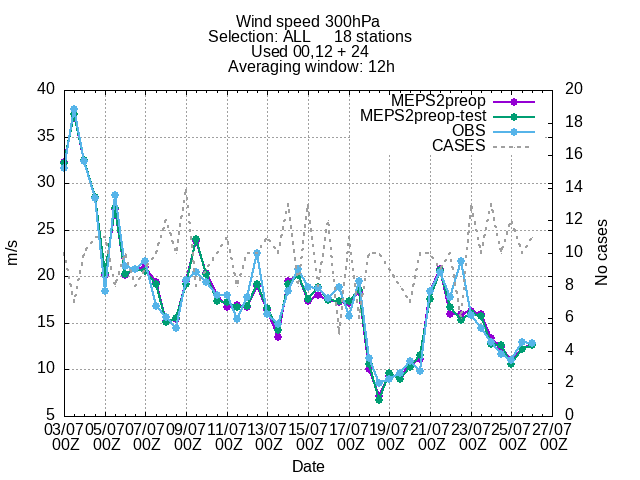 Wind speed 300hPa
Selection: ALL 18 stations
Used 00,12 + 24
Averaging window: 12h
MEPS2preop
MEPS2preop-test
OBS
CASES
40
35
30
25
20
15
10
5
m/s
20
18
16
14
12
10
8
6
4
2
0
No cases
03/07 05/07 07/07 09/07 11/07 13/07 15/07 17/07 19/07 21/07 23/07 25/07 27/07
00Z 00Z 00Z 00Z 00Z 00Z 00Z 00Z 00Z 00Z 00Z 00Z 00Z
Date